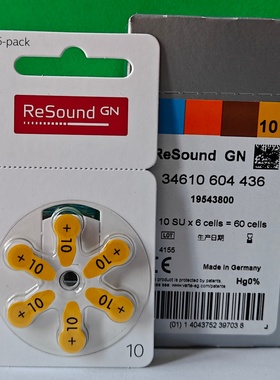 6-pack
ReSound GN
+10
+10
+10
+10
+10
+10
10
10
ReSound GN
34610 604 436
19543800
10 SU x 6 cells = 60 cells
LOT
生产日期
4155
CE
Made in Germany
Hg0%
(01) 1 4043752 39703 8